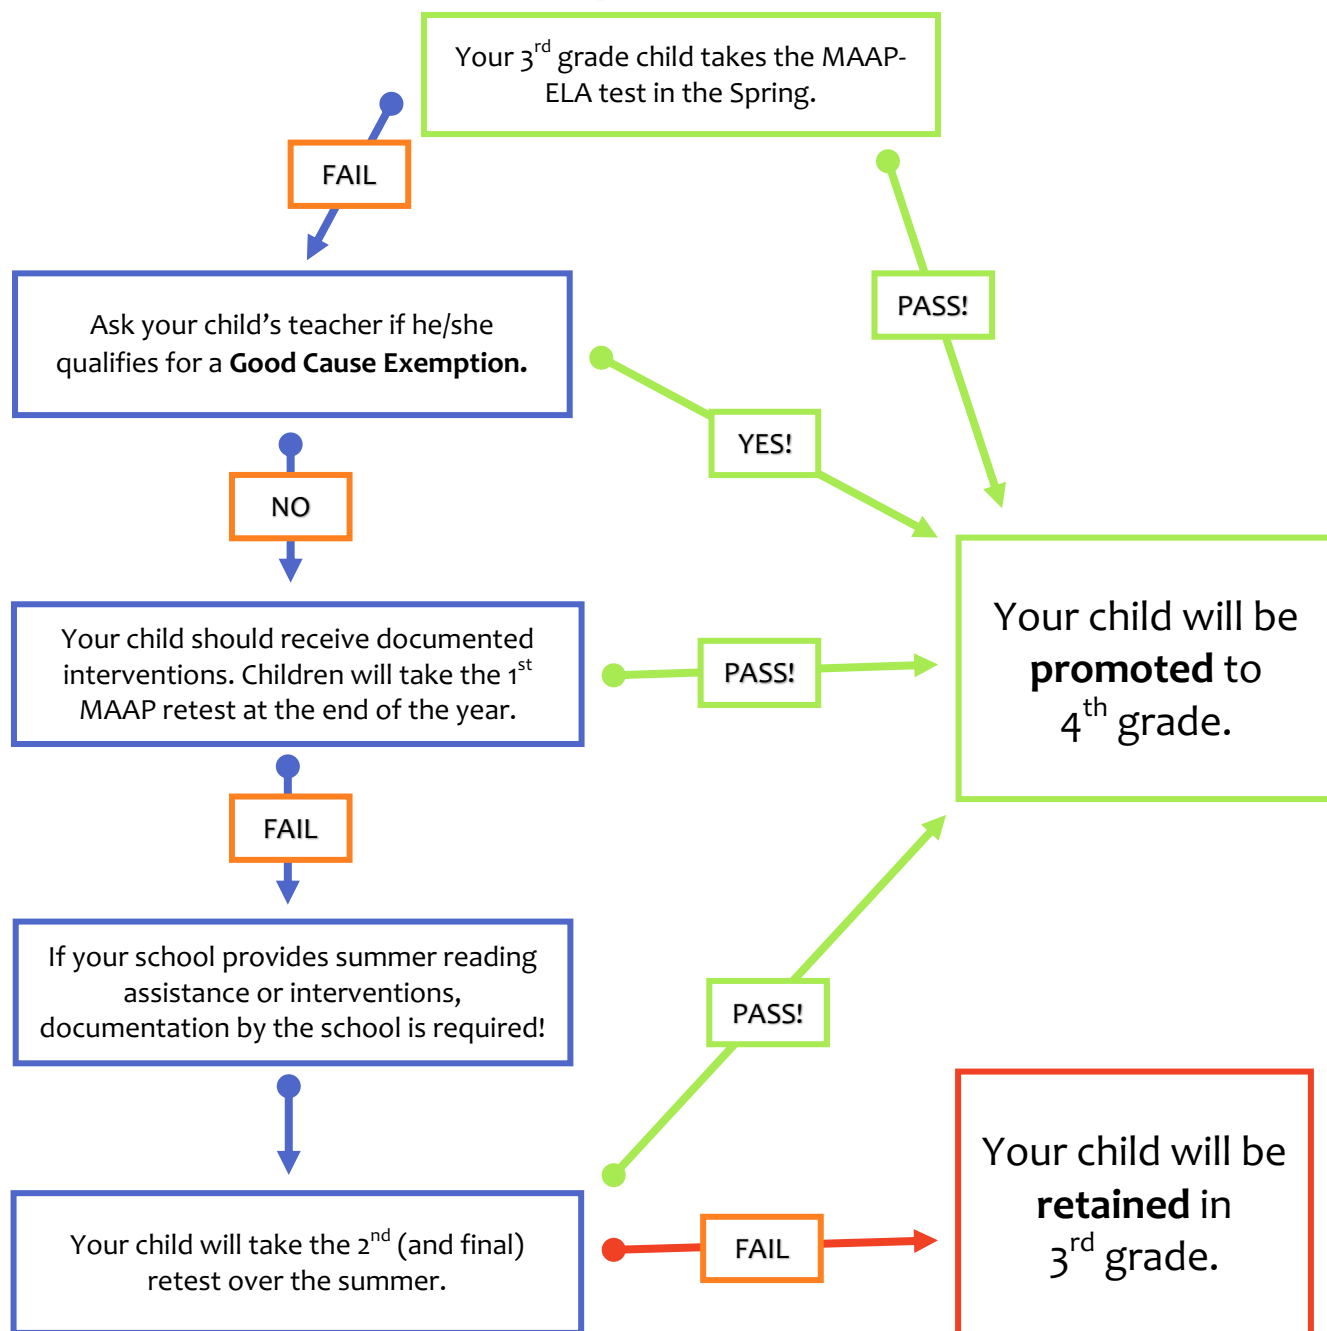 Your 3rd grade child takes the MAAP-
ELA test in the Spring.
FAIL
PASS!
Ask your child’s teacher if he/she
qualifies for a Good Cause Exemption.
YES!
NO
Your child should receive documented
interventions. Children will take the 1st
MAAP retest at the end of the year.
PASS!
Your child will be
promoted to
4th grade.
FAIL
If your school provides summer reading
assistance or interventions,
documentation by the school is required!
PASS!
Your child will take the 2nd (and final)
retest over the summer.
FAIL
Your child will be
retained in
3rd grade.